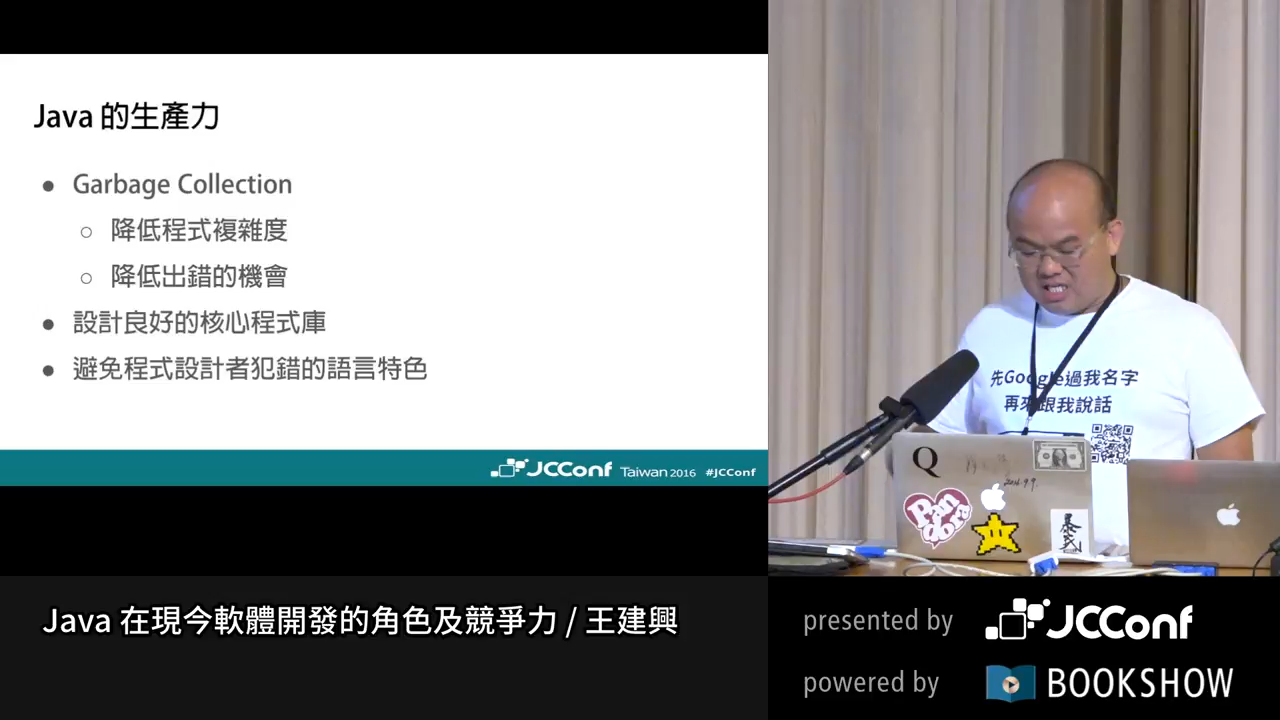 Java 的生產力
Garbage Collection
降低程式複雜度
降低出錯的機會
設計良好的核心程式庫
避免程式設計者犯錯的語言特色
JCConf Taiwan 2016 #JCConf
Java 在現今軟體開發的角色及競爭力 / 王建興
先Google過我名字
再來跟我說話
Q
2016.9.9.
Pandora
presented by JCConf
powered by BOOKSHOW